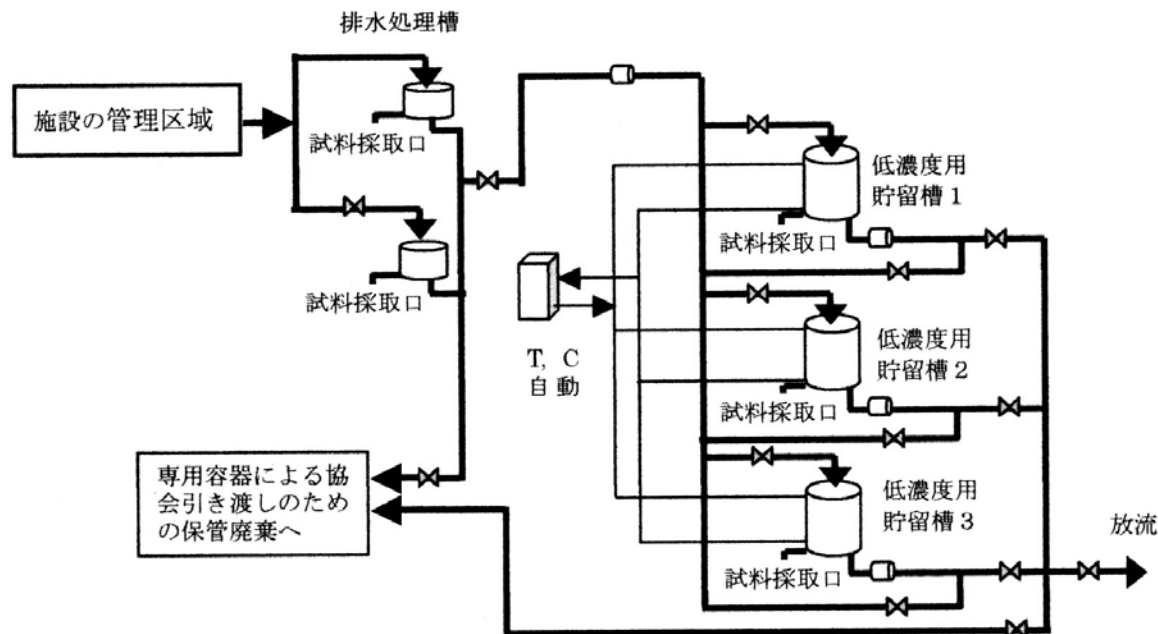 排水処理槽
施設の管理区域
試料採取口
試料採取口
低濃度用
貯留槽1
試料採取口
T, C
自動
低濃度用
貯留槽2
試料採取口
専用容器による協
会引き渡しのため
の保管廃棄へ
低濃度用
貯留槽3
試料採取口
放流